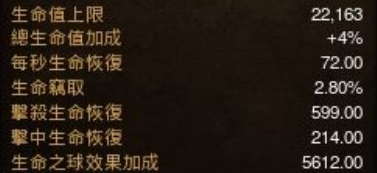 生命值上限 22,163
總生命值加成 +4%
每秒生命恢復 72.00
生命竊取 2.80%
擊殺生命恢復 599.00
擊中生命恢復 214.00
生命之球效果加成 5612.00